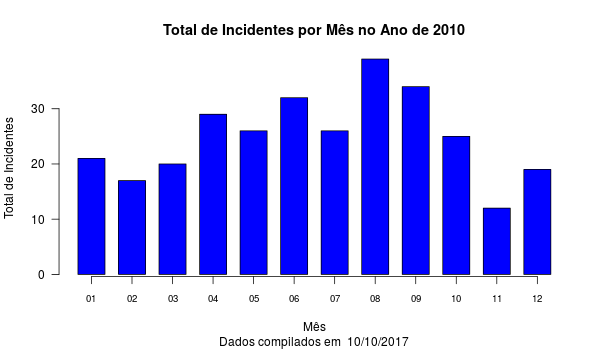 Total de Incidentes por Mês no Ano de 2010
Total de Incidentes
30
20
10
0
01 02 03 04 05 06 07 08 09 10 11 12
Mês
Dados compilados em  10/10/2017